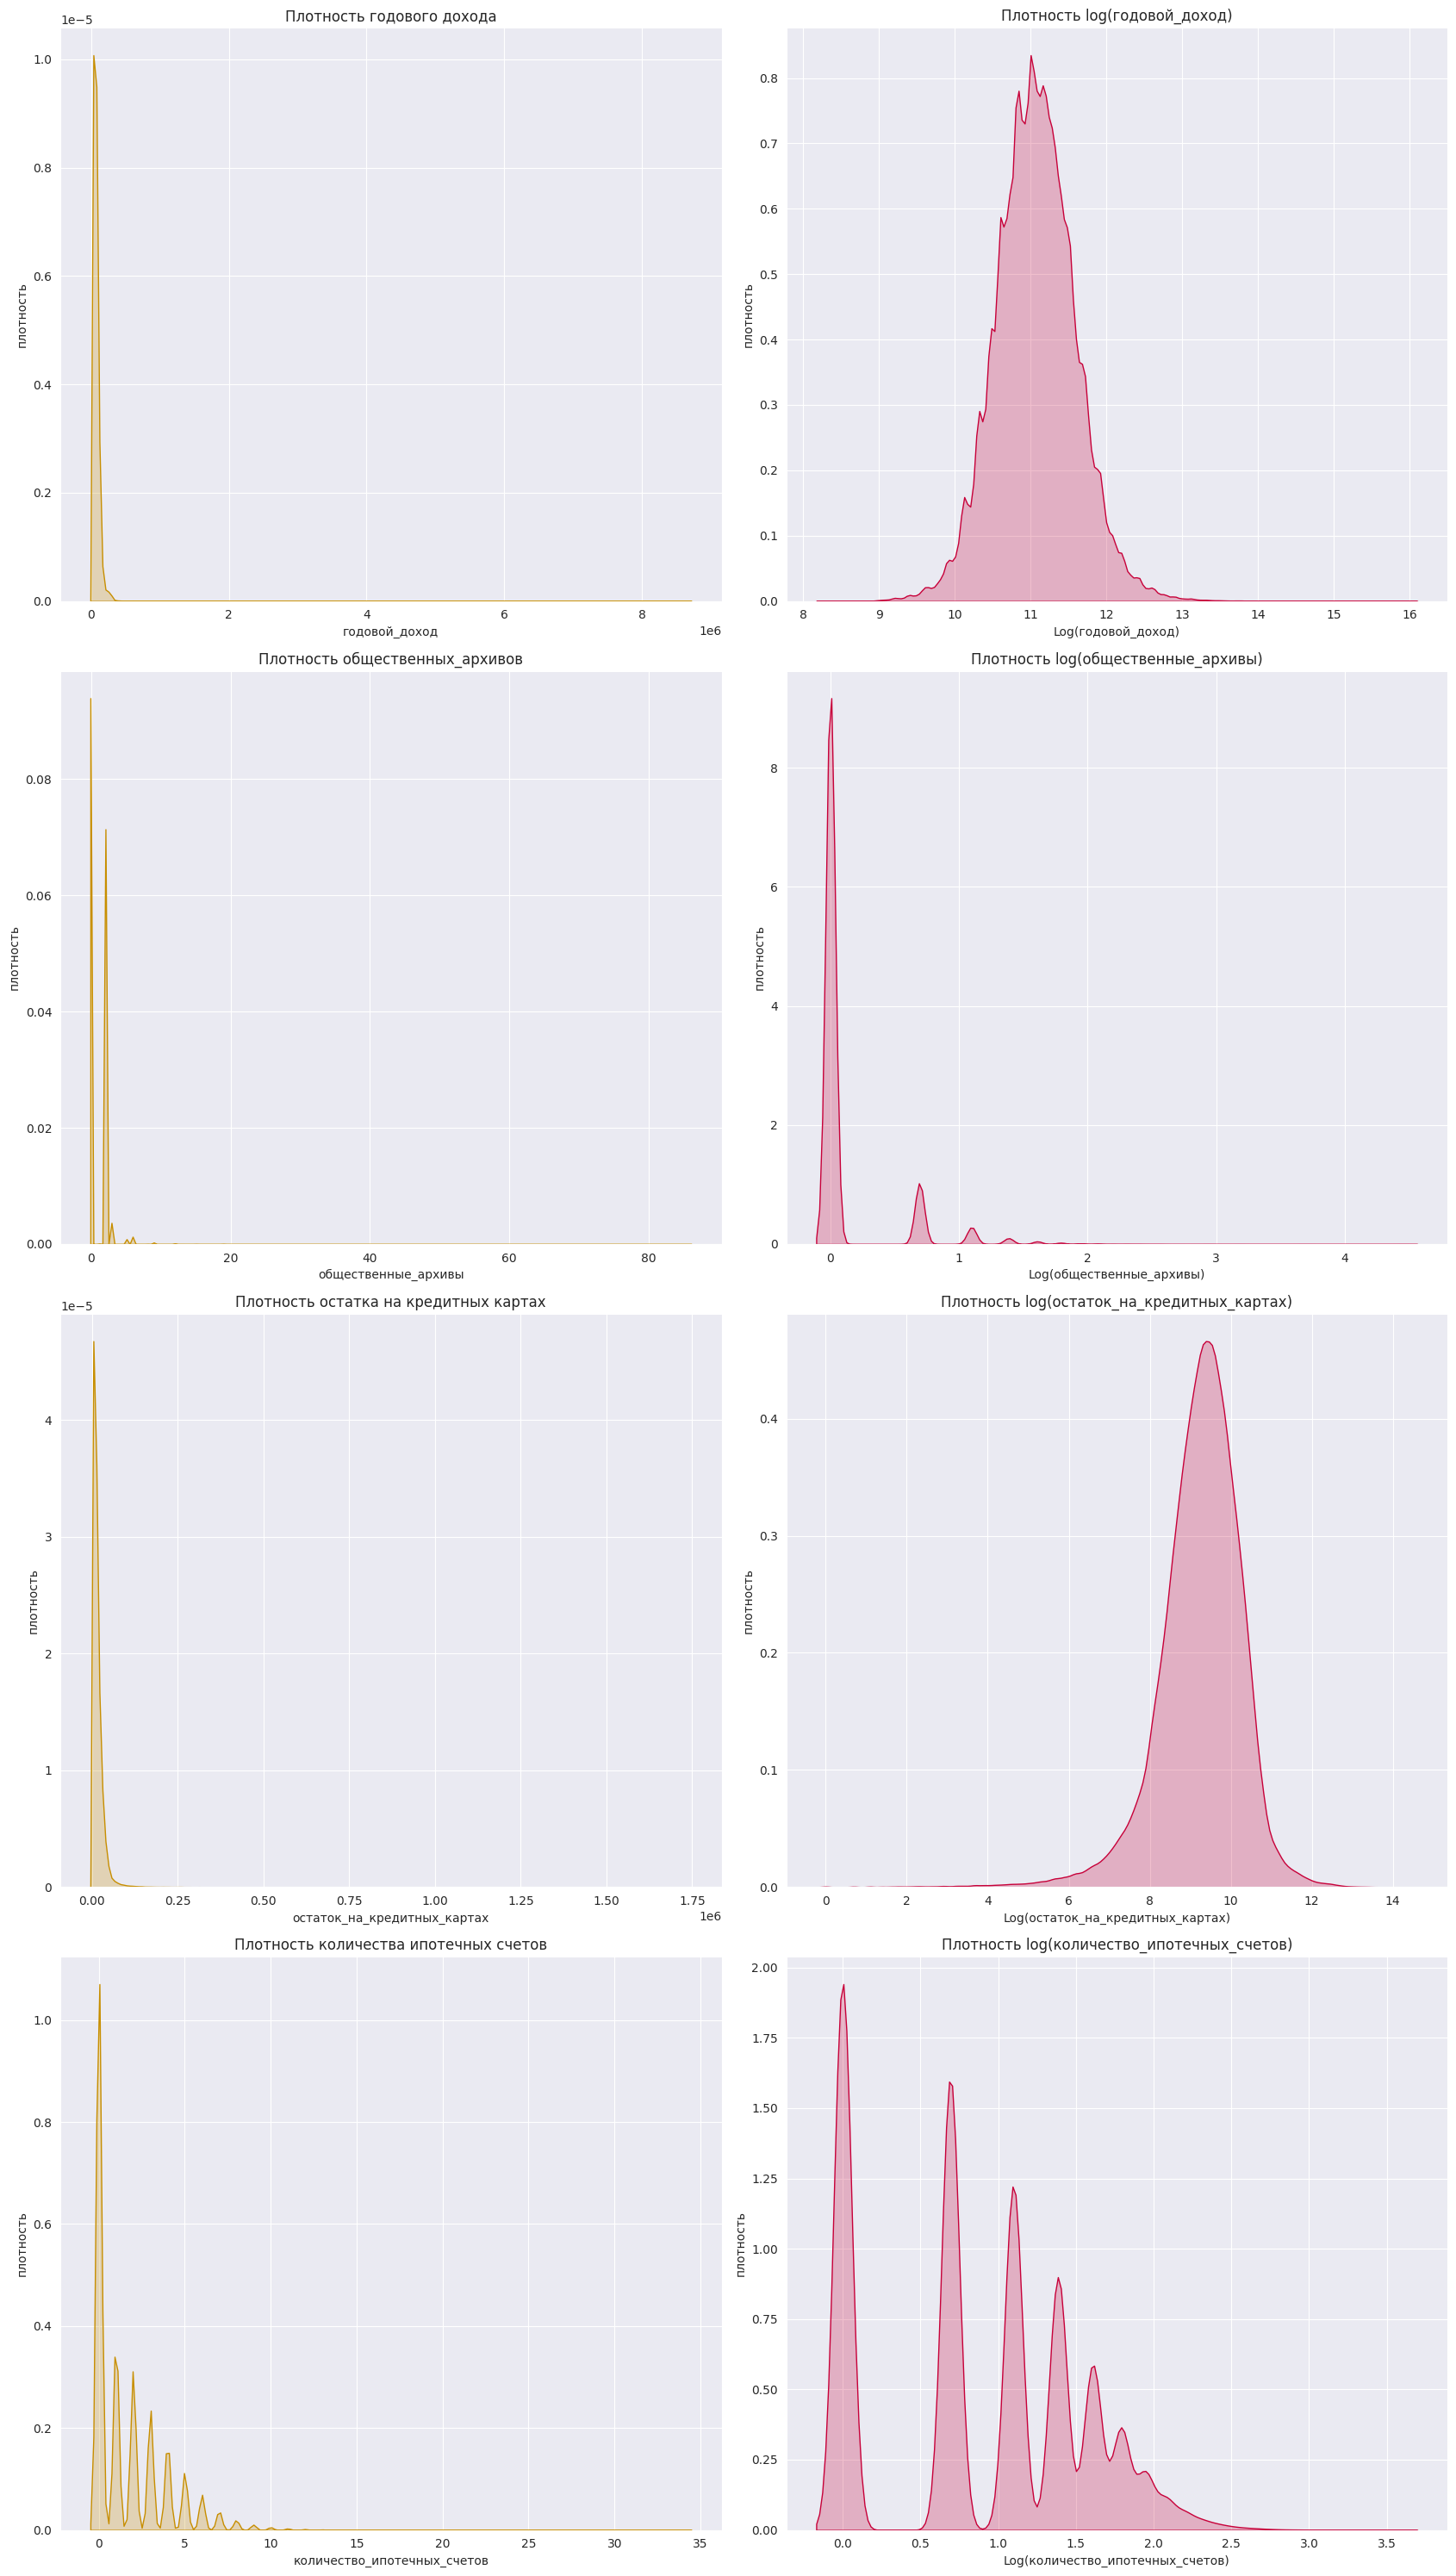 Плотность годового дохода
1e−5
1.0
0.8
0.6
0.4
0.2
0.0
плотность
0 2 4 6 8
годовой_доход
1e6
Плотность log(годовой_доход)
0.8
0.7
0.6
0.5
0.4
0.3
0.2
0.1
0.0
плотность
8 9 10 11 12 13 14 15 16
Log(годовой_доход)
Плотность общественных_архивов
0.08
0.06
0.04
0.02
0.00
плотность
0 20 40 60 80
общественные_архивы
Плотность log(общественные_архивы)
8
6
4
2
0
плотность
0 1 2 3 4
Log(общественные_архивы)
Плотность остатка на кредитных картах
1e−5
4
3
2
1
0
плотность
0.00 0.25 0.50 0.75 1.00 1.25 1.50 1.75
остаток_на_кредитных_картах
1e6
Плотность log(остаток_на_кредитных_картах)
0.4
0.3
0.2
0.1
0.0
плотность
0 2 4 6 8 10 12 14
Log(остаток_на_кредитных_картах)
Плотность количества ипотечных счетов
1.0
0.8
0.6
0.4
0.2
0.0
плотность
0 5 10 15 20 25 30 35
количество_ипотечных_счетов
Плотность log(количество_ипотечных_счетов)
2.00
1.75
1.50
1.25
1.00
0.75
0.50
0.25
0.00
плотность
0.0 0.5 1.0 1.5 2.0 2.5 3.0 3.5
Log(количество_ипотечных_счетов)